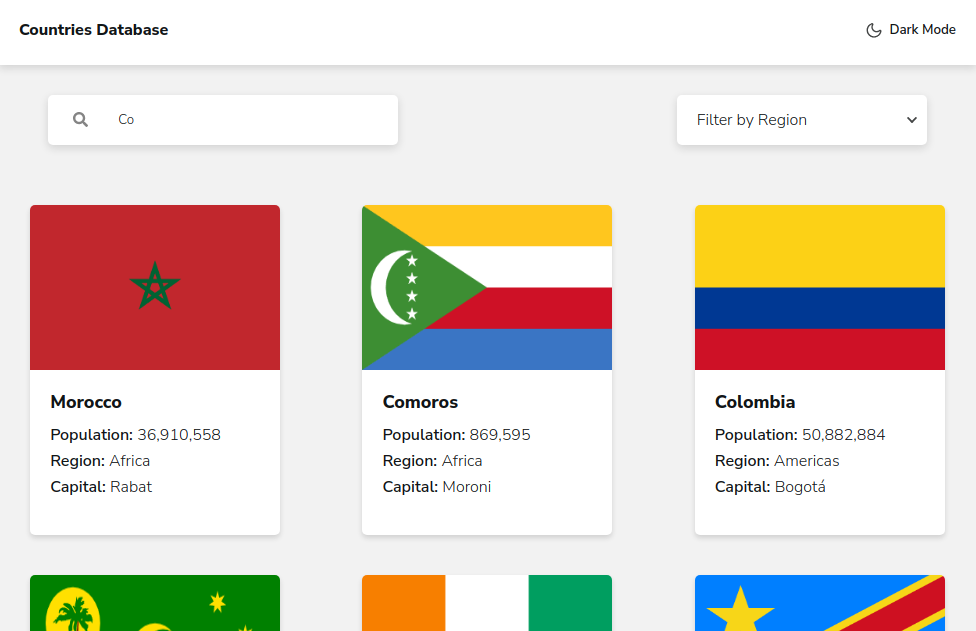 Countries Database
Dark Mode
Co
Filter by Region
Morocco
Population: 36,910,558
Region: Africa
Capital: Rabat
Comoros
Population: 869,595
Region: Africa
Capital: Moroni
Colombia
Population: 50,882,884
Region: Americas
Capital: Bogotá